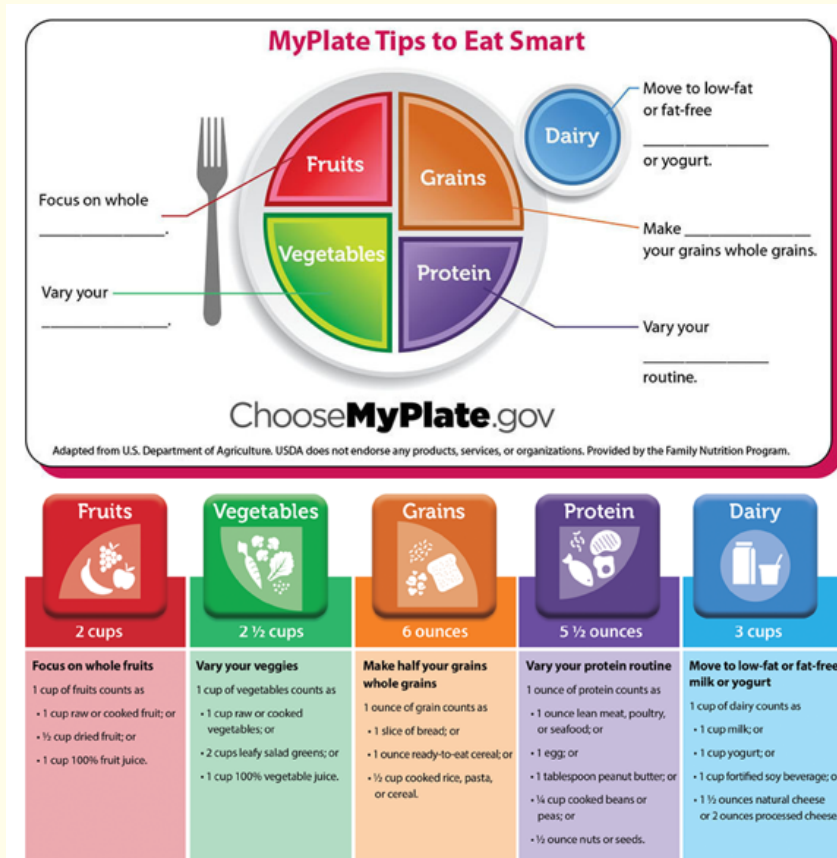 MyPlate Tips to Eat Smart
Fruits
Grains
Dairy
Vegetables
Protein
Focus on whole
_______________.
Vary your
_______________.
Move to low-fat
or fat-free
_______________
or yogurt.
Make _______________
your grains whole grains.
Vary your
_______________
routine.
ChooseMyPlate.gov
Adapted from U.S. Department of Agriculture. USDA does not endorse any products, services, or organizations. Provided by the Family Nutrition Program.
Fruits
2 cups
Focus on whole fruits
1 cup of fruits counts as
• 1 cup raw or cooked fruit; or
• ½ cup dried fruit; or
• 1 cup 100% fruit juice.
Vegetables
2 ½ cups
Vary your veggies
1 cup of vegetables counts as
• 1 cup raw or cooked
vegetables; or
• 2 cups leafy salad greens; or
• 1 cup 100% vegetable juice.
Grains
6 ounces
Make half your grains
whole grains
1 ounce of grain counts as
• 1 slice of bread; or
• 1 ounce ready-to-eat cereal; or
• ½ cup cooked rice, pasta,
or cereal.
Protein
5 ½ ounces
Vary your protein routine
1 ounce of protein counts as
• 1 ounce lean meat, poultry,
or seafood; or
• 1 egg; or
• 1 tablespoon peanut butter; or
• ¼ cup cooked beans or
peas; or
• ½ ounce nuts or seeds.
Dairy
3 cups
Move to low-fat or fat-free
milk or yogurt
1 cup of dairy counts as
• 1 cup milk; or
• 1 cup yogurt; or
• 1 cup fortified soy beverage; o
• 1 ½ ounces natural cheese
or 2 ounces processed cheese